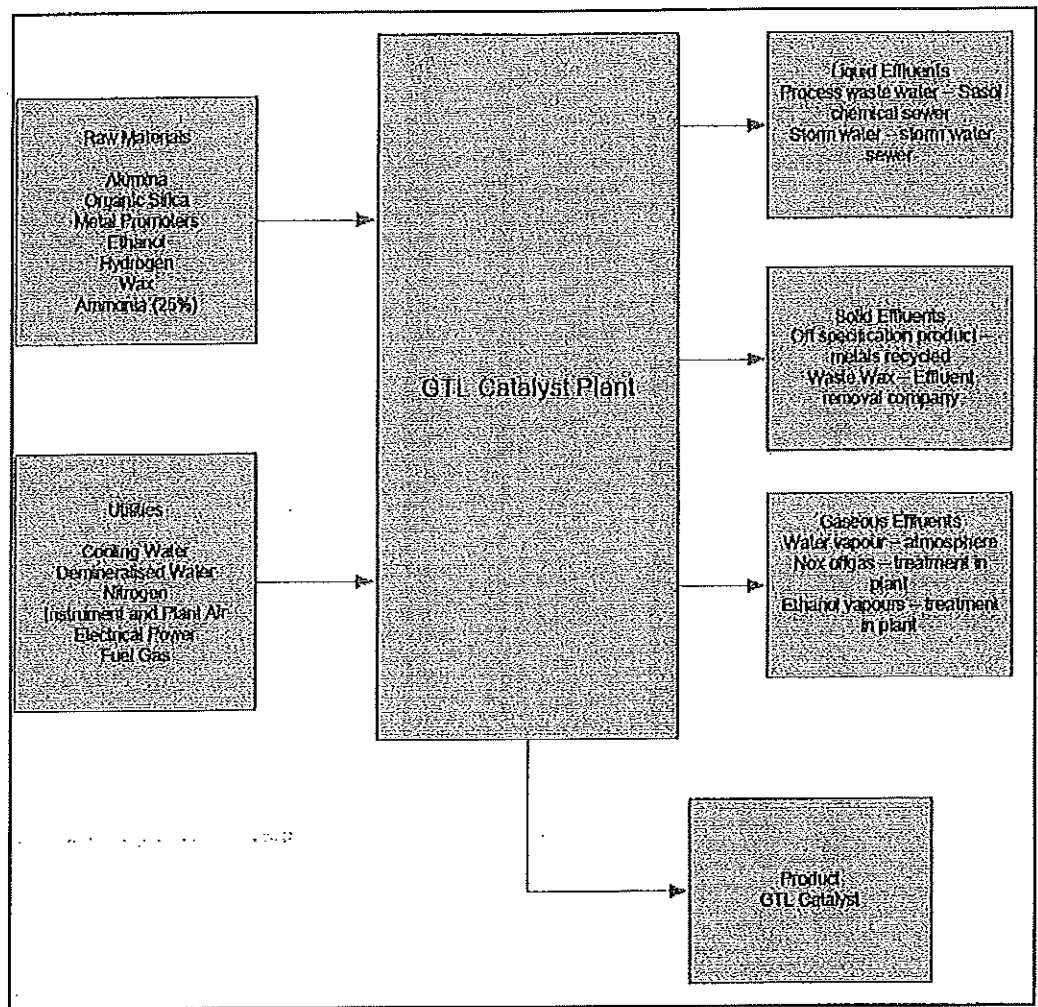 Raw Materials
Alumina
Organic Silica
Metal Promoters
Ethanol
Hydrogen
Wax
Ammonia (25%)
Utilities
Cooling Water
Demineralised Water
Nitrogen
Instrument and Plant Air
Electrical Power
Fuel Gas
GTL Catalyst Plant
Liquid Effluents
Process waste water – Sasol
chemical sewer
Storm water – storm water
sewer
Solid Effluents
Off specification product –
metals recycled
Waste Wax – Effluent
removal company
Gaseous Effluents
Water vapour – atmosphere
Nox offgas – treatment in
plant
Ethanol vapours – treatment
in plant
Product
GTL Catalyst